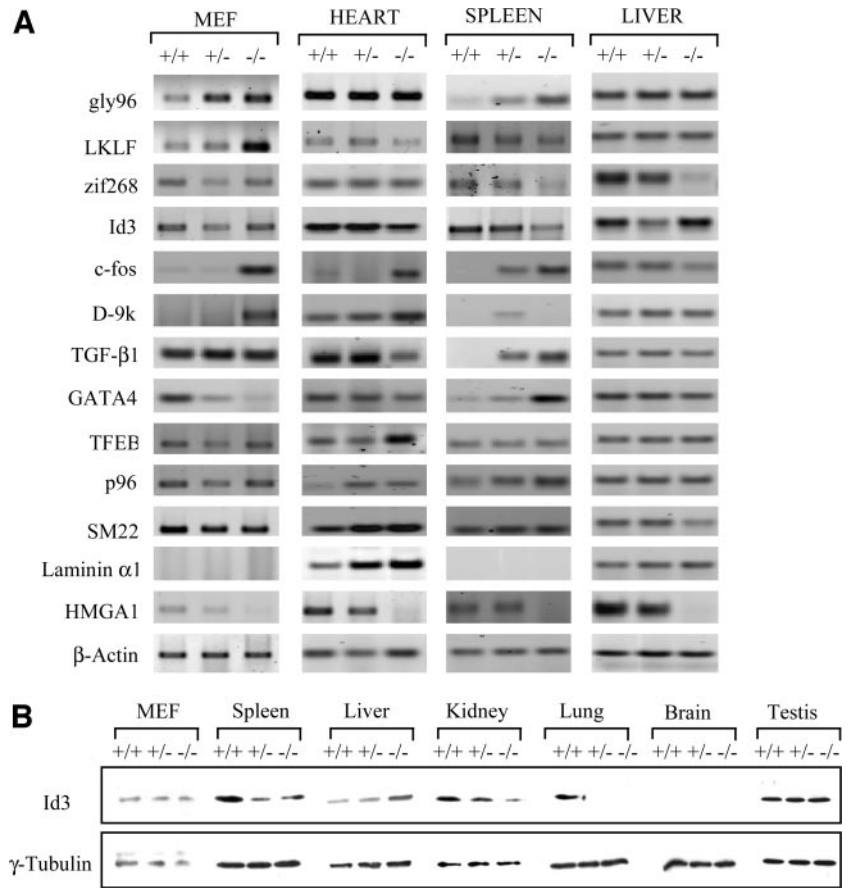 A
MEF HEART SPLEEN LIVER
+/+ +/- -/- +/+ +/- -/- +/+ +/- -/- +/+ +/- -/-
gly96
LKLF
zif268
Id3
c-fos
D-9k
TGF-β1
GATA4
TFEB
p96
SM22
Laminin α1
HMGA1
β-Actin
B
MEF Spleen Liver Kidney Lung Brain Testis
+/+ +/- -/- +/+ +/- -/- +/+ +/- -/- +/+ +/- -/- +/+ +/- -/- +/+ +/- -/- +/+ +/- -/-
Id3
γ-Tubulin